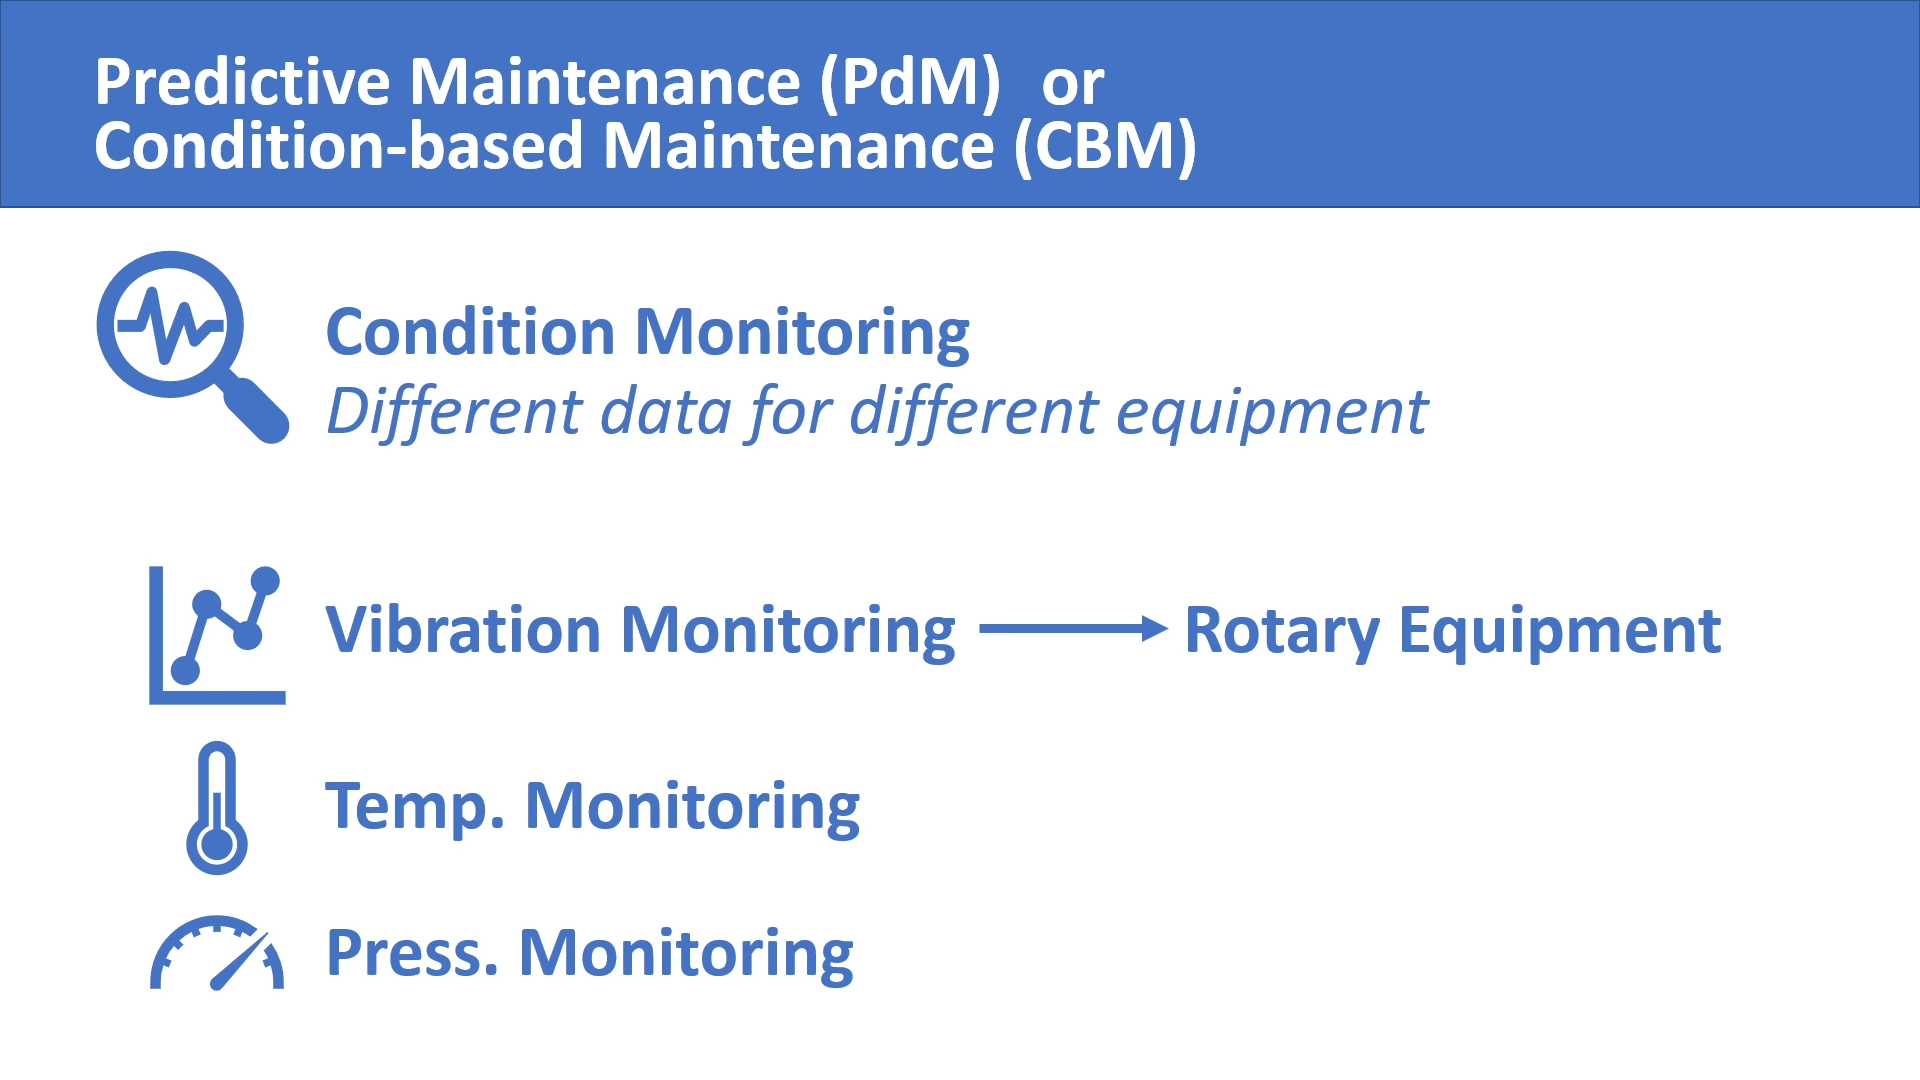 Predictive Maintenance (PdM) or
Condition-based Maintenance (CBM)
Condition Monitoring
Different data for different equipment
Vibration Monitoring
Rotary Equipment
Temp. Monitoring
Press. Monitoring